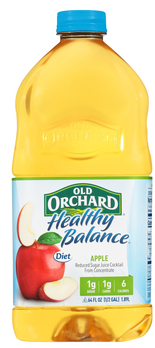 OLD
ORCHARD
Healthy
Balance
Diet
APPLE
Reduced Sugar Juice Cocktail
From Concentrate
1g 1g 6
64 FL OZ (1/2 GAL) 1.89L